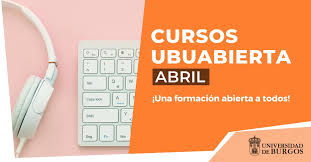 CURSOS
UBUABIERTA
ABRIL
¡Una formación abierta a todos!
UNIVERSIDAD
DE BURGOS